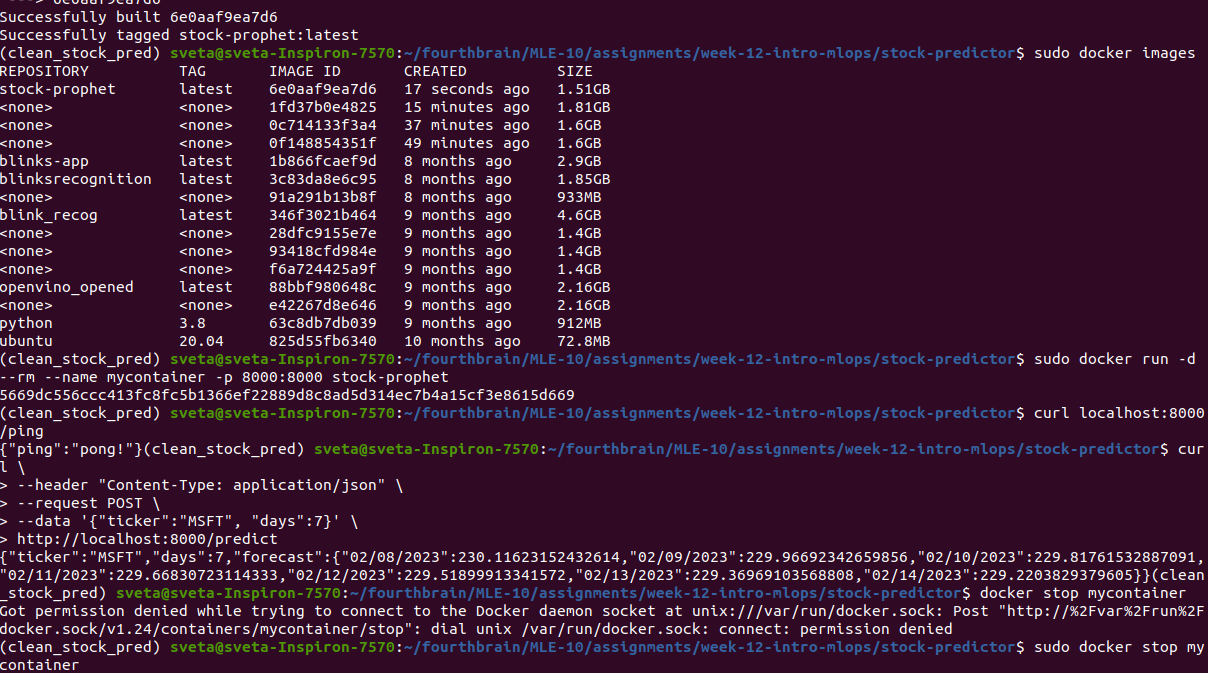 ---> 6e0aaf9ea7d6
Successfully built 6e0aaf9ea7d6
Successfully tagged stock-prophet:latest
(clean_stock_pred) sveta@sveta-Inspiron-7570:~/fourthbrain/MLE-10/assignments/week-12-intro-mlops/stock-predictor$ sudo docker images
REPOSITORY          TAG       IMAGE ID       CREATED          SIZE
stock-prophet       latest    6e0aaf9ea7d6   17 seconds ago   1.51GB
<none>              <none>    1fd37b0e4825   15 minutes ago   1.81GB
<none>              <none>    0c714133f3a4   37 minutes ago   1.6GB
<none>              <none>    0f148854351f   49 minutes ago   1.6GB
blinks-app          latest    1b866fcaef9d   8 months ago     2.9GB
blinksrecognition   latest    3c83da8e6c95   8 months ago     1.85GB
<none>              <none>    91a291b13b8f   8 months ago     933MB
blink_recog         latest    346f3021b464   9 months ago     4.6GB
<none>              <none>    28dfc9155e7e   9 months ago     1.4GB
<none>              <none>    93418cfd984e   9 months ago     1.4GB
<none>              <none>    f6a724425a9f   9 months ago     1.4GB
openvino_opened     latest    88bbf980648c   9 months ago     2.16GB
<none>              <none>    e42267d8e646   9 months ago     2.16GB
python              3.8       63c8db7db039   9 months ago     912MB
ubuntu              20.04     825d55fb6340   10 months ago    72.8MB
(clean_stock_pred) sveta@sveta-Inspiron-7570:~/fourthbrain/MLE-10/assignments/week-12-intro-mlops/stock-predictor$ sudo docker run -d
--rm --name mycontainer -p 8000:8000 stock-prophet
5669dc556ccc413fc8fc5b1366ef22889d8c8ad5d314ec7b4a15cf3e8615d669
(clean_stock_pred) sveta@sveta-Inspiron-7570:~/fourthbrain/MLE-10/assignments/week-12-intro-mlops/stock-predictor$ curl localhost:8000
/ping
{"ping":"pong!"}(clean_stock_pred) sveta@sveta-Inspiron-7570:~/fourthbrain/MLE-10/assignments/week-12-intro-mlops/stock-predictor$ cur
l \
> --header "Content-Type: application/json" \
> --request POST \
> --data '{"ticker":"MSFT", "days":7}' \
> http://localhost:8000/predict
{"ticker":"MSFT","days":7,"forecast":{"02/08/2023":230.11623152432614,"02/09/2023":229.96692342659856,"02/10/2023":229.81761532887091,
"02/11/2023":229.66830723114333,"02/12/2023":229.51899913341572,"02/13/2023":229.36969103568808,"02/14/2023":229.2203829379605}}(clean
_stock_pred) sveta@sveta-Inspiron-7570:~/fourthbrain/MLE-10/assignments/week-12-intro-mlops/stock-predictor$ docker stop mycontainer
Got permission denied while trying to connect to the Docker daemon socket at unix:///var/run/docker.sock: Post "http://%2Fvar%2Frun%2F
docker.sock/v1.24/containers/mycontainer/stop": dial unix /var/run/docker.sock: connect: permission denied
(clean_stock_pred) sveta@sveta-Inspiron-7570:~/fourthbrain/MLE-10/assignments/week-12-intro-mlops/stock-predictor$ sudo docker stop my
container